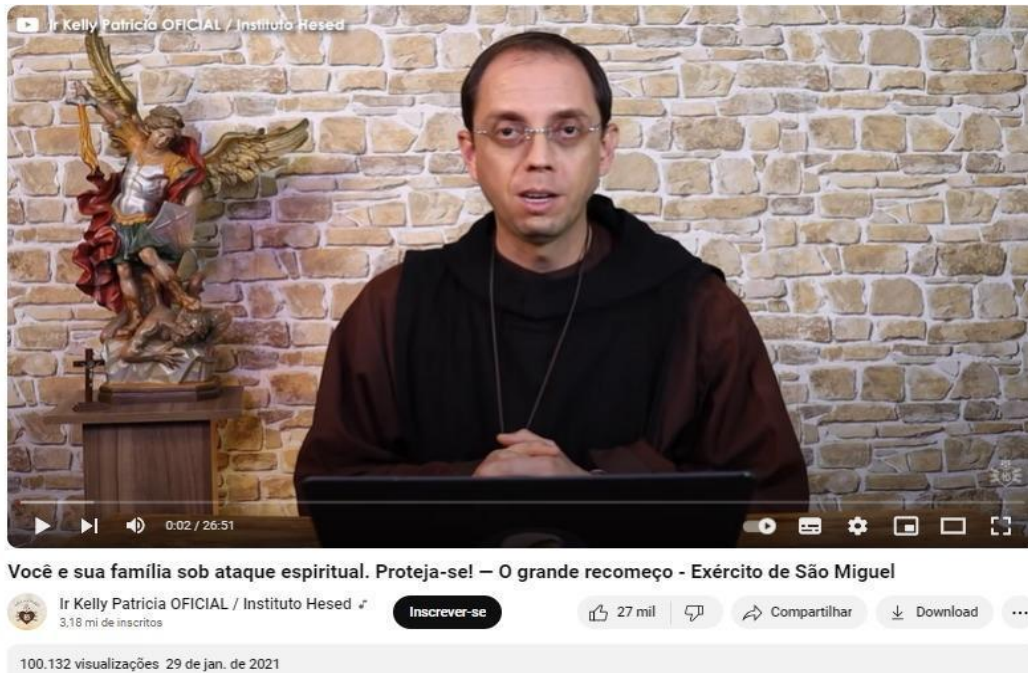 Ir Kelly Patricia OFICIAL / Instituto Hesed
0:02 / 26:51
Você e sua família sob ataque espiritual. Proteja-se! — O grande recomeço - Exército de São Miguel
Ir Kelly Patricia OFICIAL / Instituto Hesed
3,18 mi de inscritos
Inscrever-se
27 mil
Compartilhar
Download
100.132 visualizações 29 de jan. de 2021